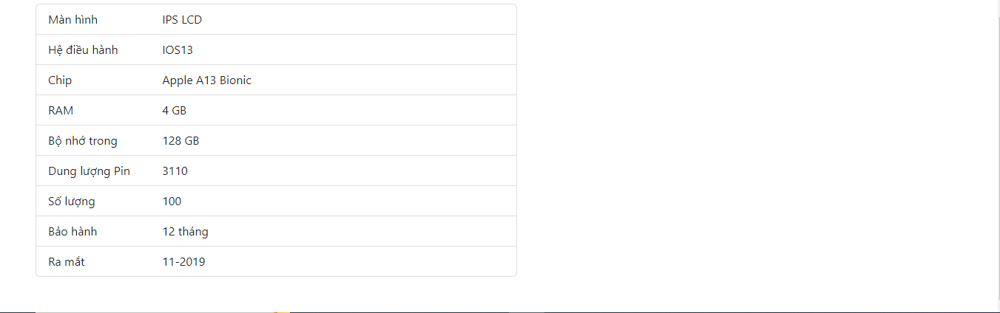 Màn hình IPS LCD
Hệ điều hành IOS13
Chip Apple A13 Bionic
RAM 4 GB
Bộ nhớ trong 128 GB
Dung lượng Pin 3110
Số lượng 100
Bảo hành 12 tháng
Ra mắt 11-2019